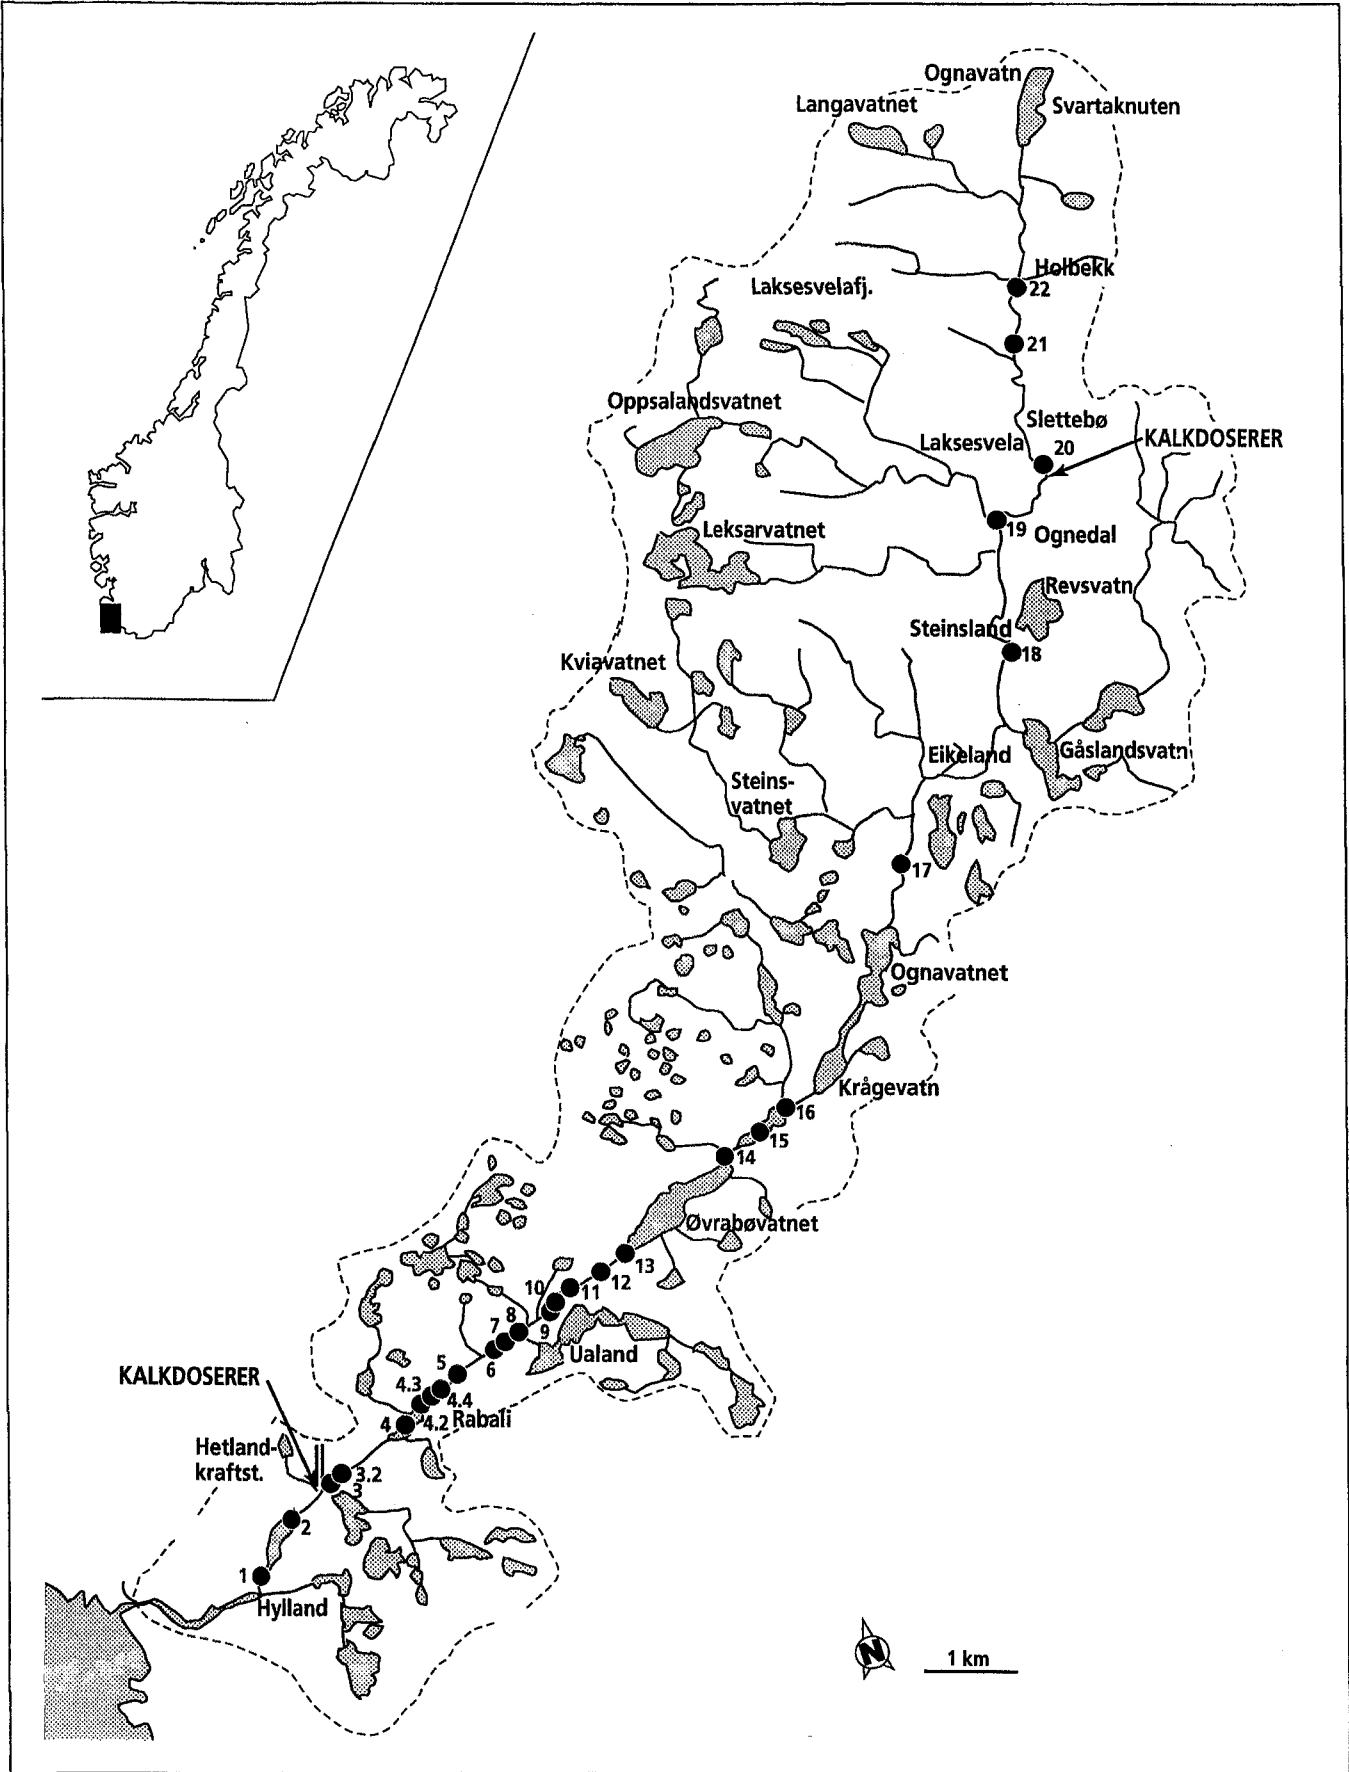 Ognavatn
Langavatnet
Svartaknuten
Holbekk
22
Laksesvelafj.
21
Oppsalandsvatnet
Slettebø
Laksesvela
20
KALKDOSERER
19
Ognedal
Leksarvatnet
Revsvatn
Steinsland
18
Kviavatnet
Eikeland
Gåslandsvatn
Steins-
vatnet
17
Ognavatnet
Krågevatn
16
15
14
Øvrabøvatnet
13
12
10
11
9
8
7
6
Ualand
5
KALKDOSERER
4.3
4.4
4
4.2
Rabali
Hetland-
kraftst.
3.2
3
2
1
Hylland
N
1 km